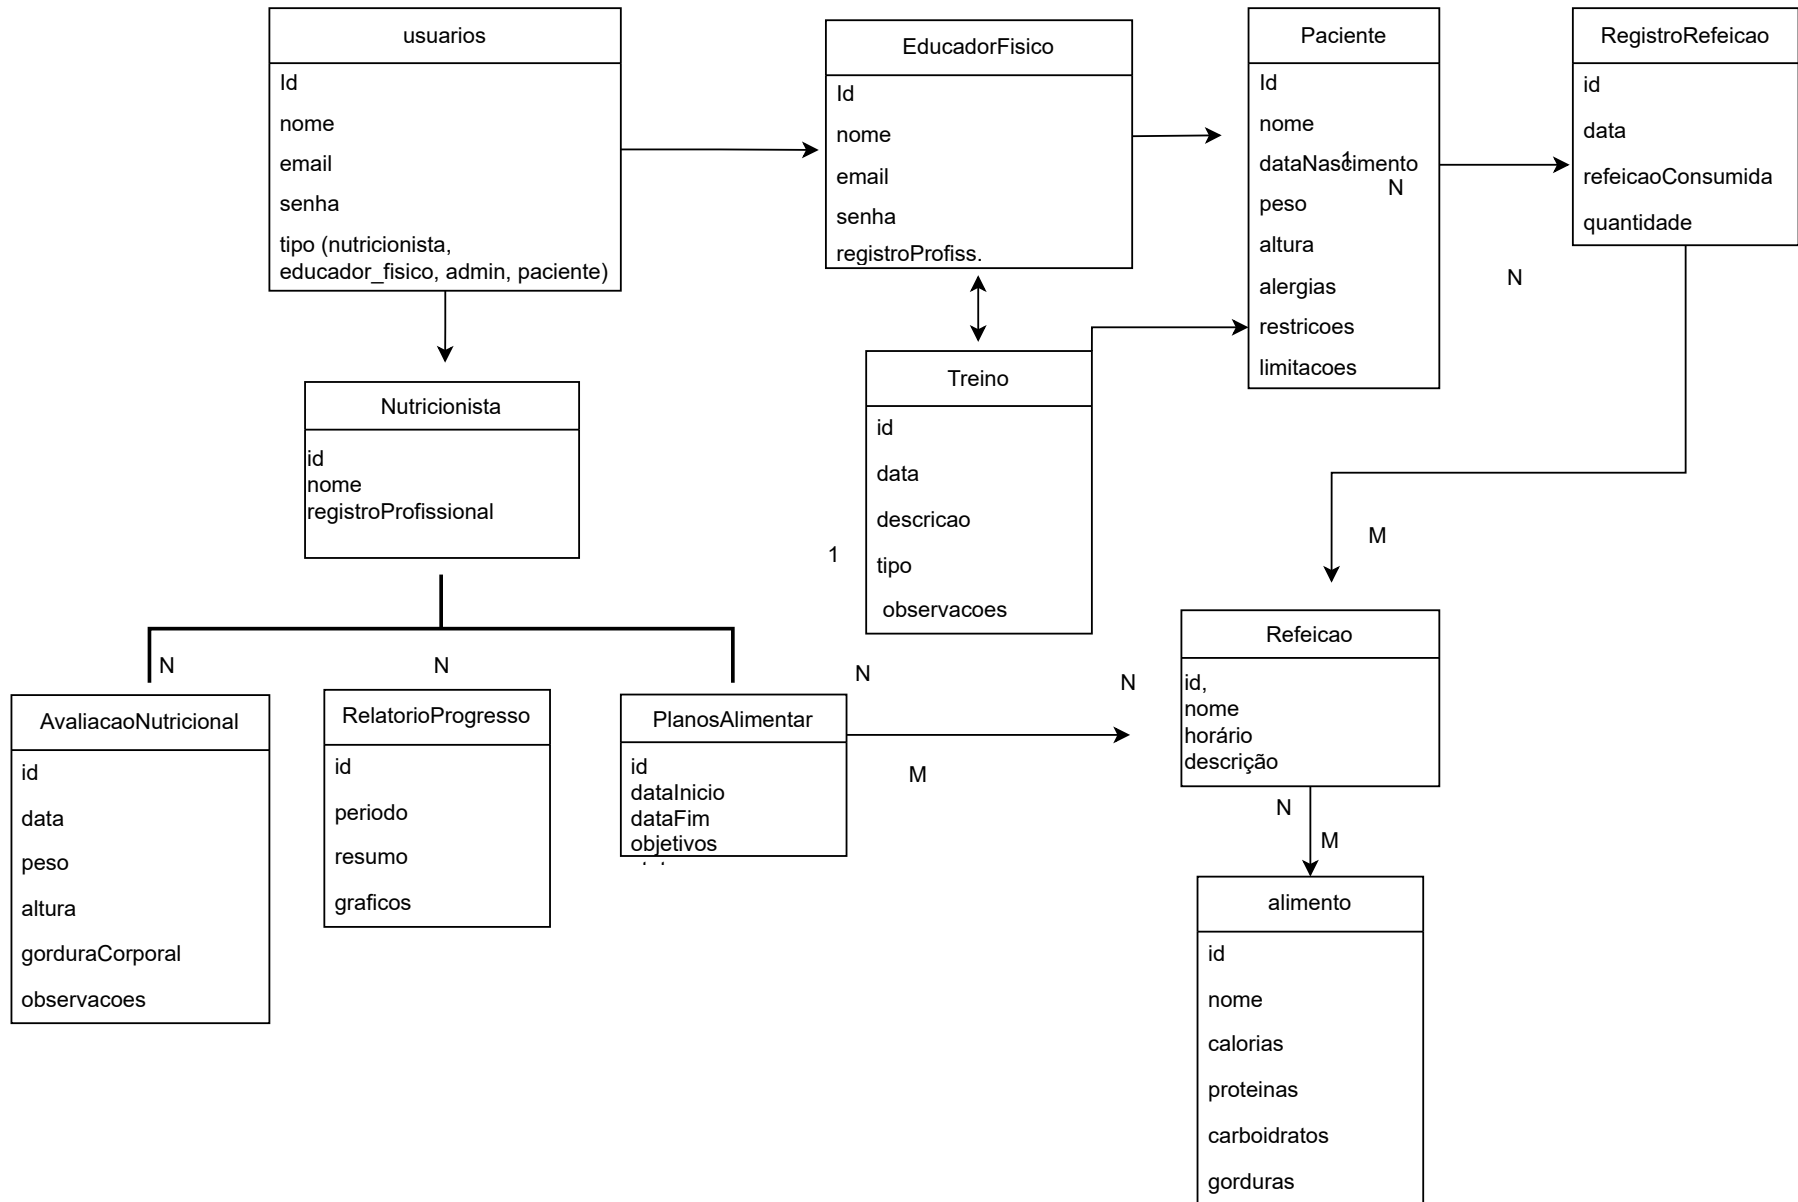 usuarios
Id
nome
email
senha
tipo (nutricionista,
educador_fisico, admin, paciente)
EducadorFisico
Id
nome
email
senha
registroProfiss.
Paciente
Id
nome
dataNascimento
1
N
peso
altura
alergias
restricoes
limitacoes
RegistroRefeicao
id
data
refeicaoConsumida
quantidade
N
Nutricionista
id
nome
registroProfissional
Treino
id
data
descricao
tipo
observacoes
1
M
N
N
N
N
M
AvaliacaoNutricional
id
data
peso
altura
gorduraCorporal
observacoes
RelatorioProgresso
id
periodo
resumo
graficos
PlanosAlimentar
id
dataInicio
dataFim
objetivos
Refeicao
id,
nome
horário
descrição
N
M
alimento
id
nome
calorias
proteinas
carboidratos
gorduras